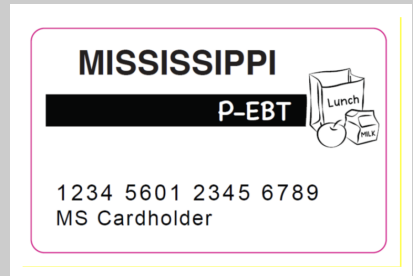 MISSISSIPPI
P-EBT
Lunch
MILK
1234 5601 2345 6789
MS Cardholder